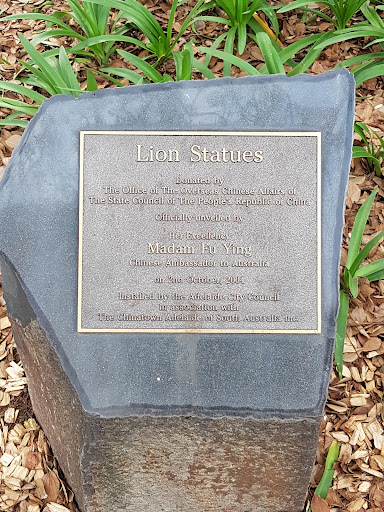 Lion Statues
Donated by
The Office of The Overseas Chinese Affairs of
The State Council of The People's Republic of China
Officially unveiled by
Her Excellency
Madam Fu Ying
Chinese Ambassador to Australia
on 2nd October, 2004
Installed by the Adelaide City Council
in association with
The Chinatown Adelaide of South Australia Inc.